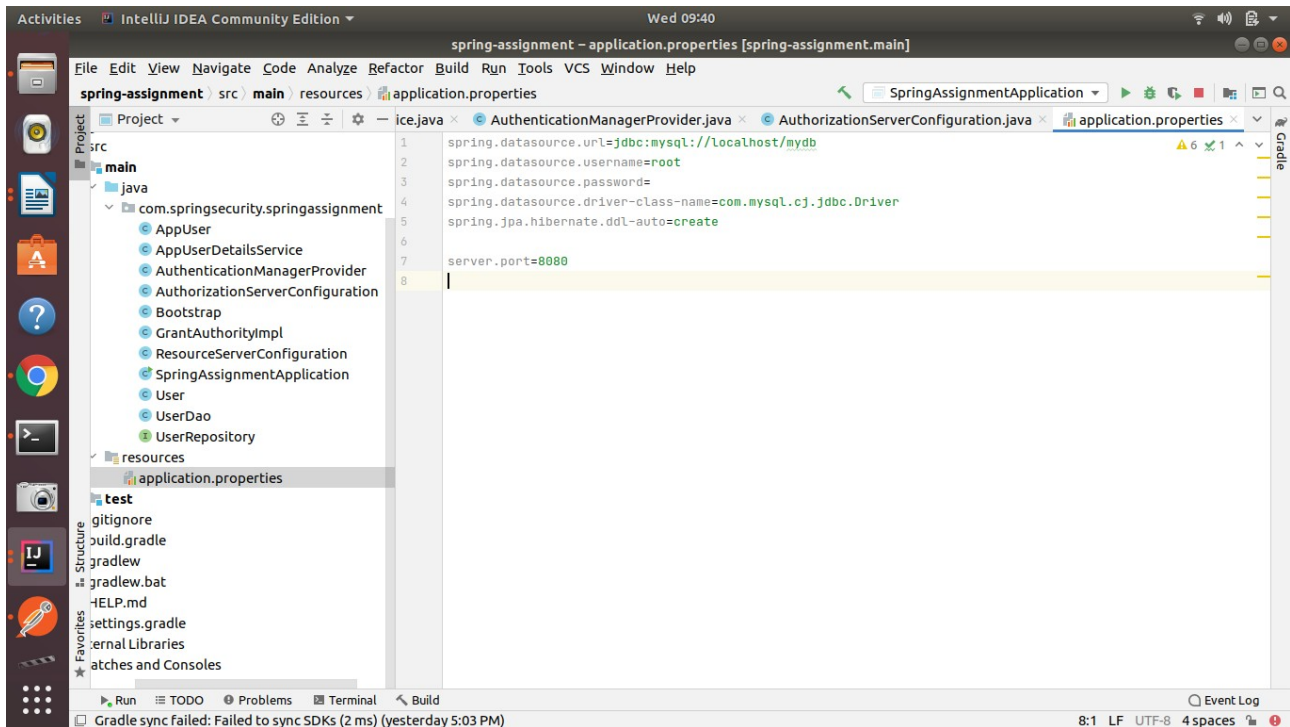 Activities IntelliJ IDEA Community Edition Wed 09:40
spring-assignment – application.properties [spring-assignment.main]
File Edit View Navigate Code Analyze Refactor Build Run Tools VCS Window Help
spring-assignment src main resources application.properties SpringAssignmentApplication
Project ice.java AuthenticationManagerProvider.java AuthorizationServerConfiguration.java application.properties
Project
Gradle
src
main
java
com.springsecurity.springassignment
AppUser
AppUserDetailsService
AuthenticationManagerProvider
AuthorizationServerConfiguration
Bootstrap
GrantAuthorityImpl
ResourceServerConfiguration
SpringAssignmentApplication
User
UserDao
UserRepository
resources
application.properties
test
gitignore
build.gradle
gradlew
gradlew.bat
HELP.md
settings.gradle
ternal Libraries
atches and Consoles
Structure
Favorites
1 spring.datasource.url=jdbc:mysql://localhost/mydb
2 spring.datasource.username=root
3 spring.datasource.password=
4 spring.datasource.driver-class-name=com.mysql.cj.jdbc.Driver
5 spring.jpa.hibernate.ddl-auto=create
6
7 server.port=8080
8
6 1
Run TODO Problems Terminal Build Event Log
Gradle sync failed: Failed to sync SDKs (2 ms) (yesterday 5:03 PM) 8:1 LF UTF-8 4 spaces